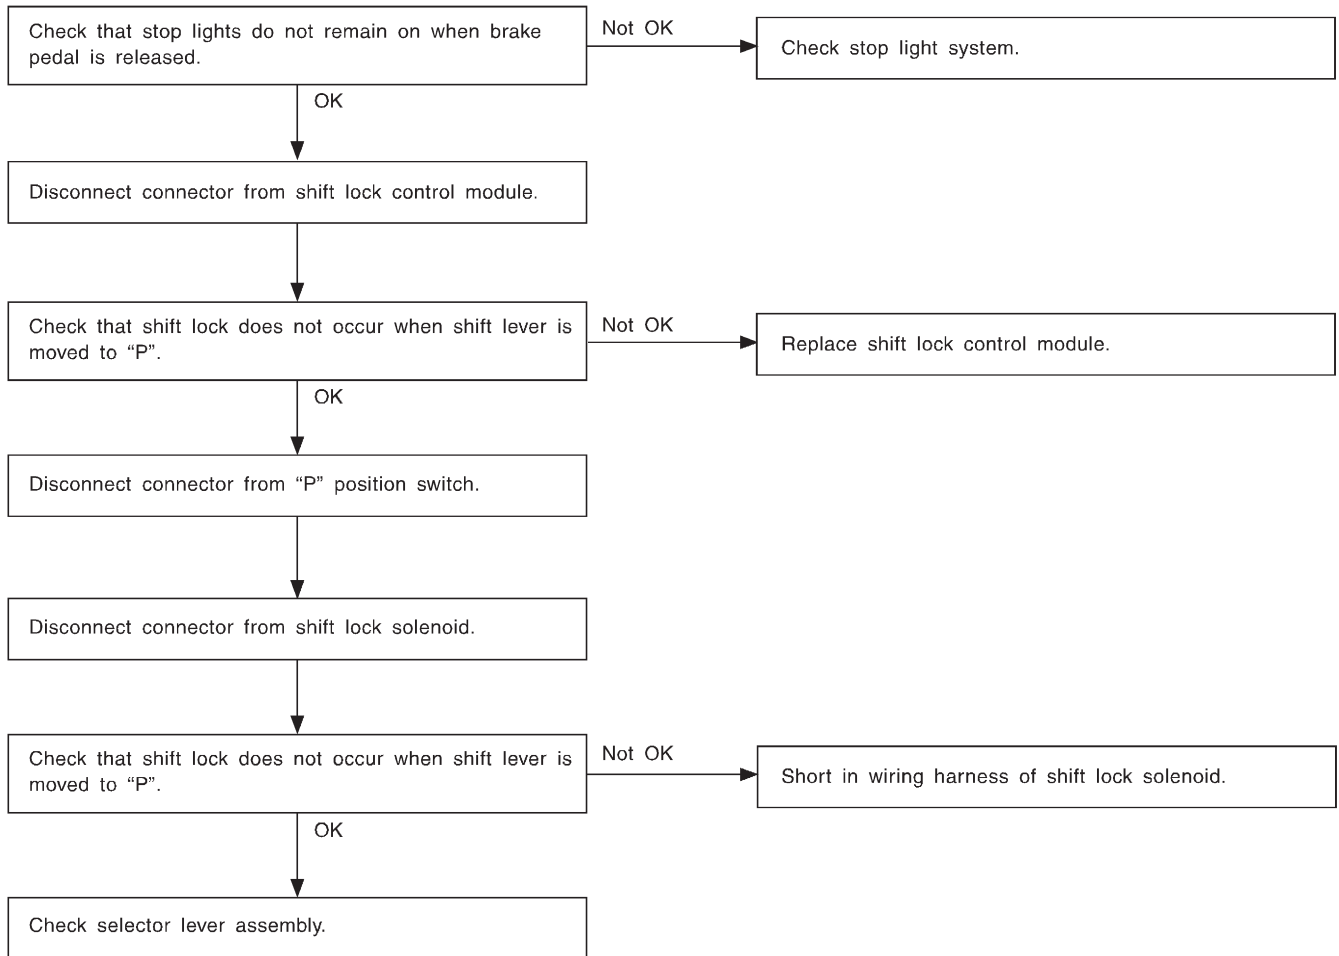 Check that stop lights do not remain on when brake
pedal is released.
Not OK
Check stop light system.
OK
Disconnect connector from shift lock control module.
Check that shift lock does not occur when shift lever is
moved to “P”.
Not OK
Replace shift lock control module.
OK
Disconnect connector from “P” position switch.
Disconnect connector from shift lock solenoid.
Check that shift lock does not occur when shift lever is
moved to “P”.
Not OK
Short in wiring harness of shift lock solenoid.
OK
Check selector lever assembly.